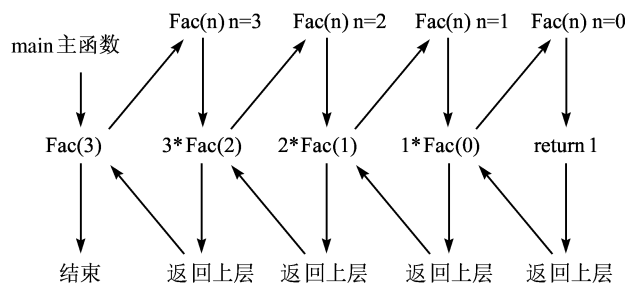 Fac(n) n=3 Fac(n) n=2 Fac(n) n=1 Fac(n) n=0
main主函数
Fac(3) 3*Fac(2) 2*Fac(1) 1*Fac(0) return 1
结束 返回上层 返回上层 返回上层 返回上层